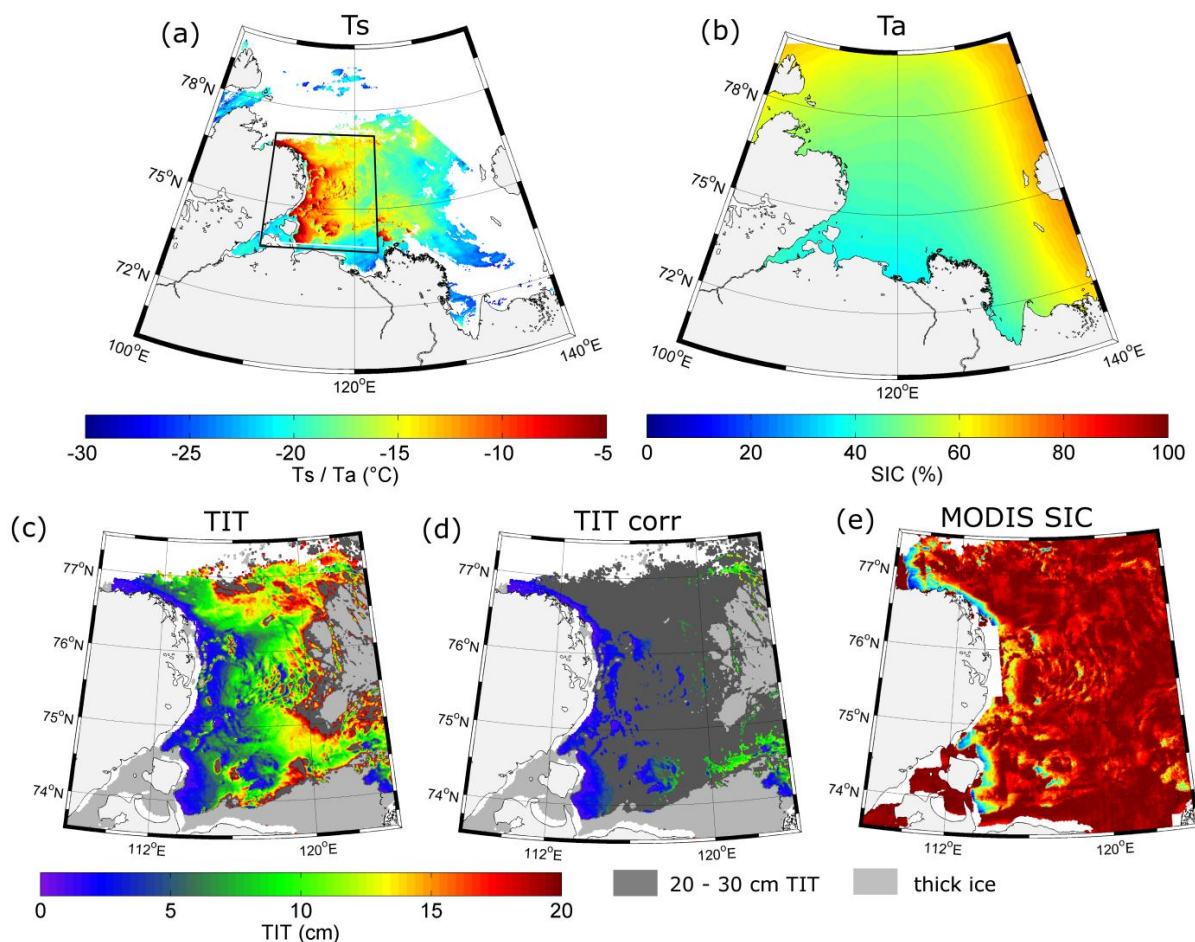 (a) Ts
(b) Ta
78°N
75°N
72°N
100°E
120°E
140°E
78°N
75°N
72°N
100°E
120°E
140°E
-30 -25 -20 -15 -10 -5
Ts / Ta (°C)
0 20 40 60 80 100
SIC (%)
(c) TIT
(d) TIT corr
(e) MODIS SIC
77°N
76°N
75°N
74°N
112°E
120°E
77°N
76°N
75°N
74°N
112°E
120°E
77°N
76°N
75°N
74°N
112°E
120°E
0 5 10 15 20
TIT (cm)
20 - 30 cm TIT
thick ice